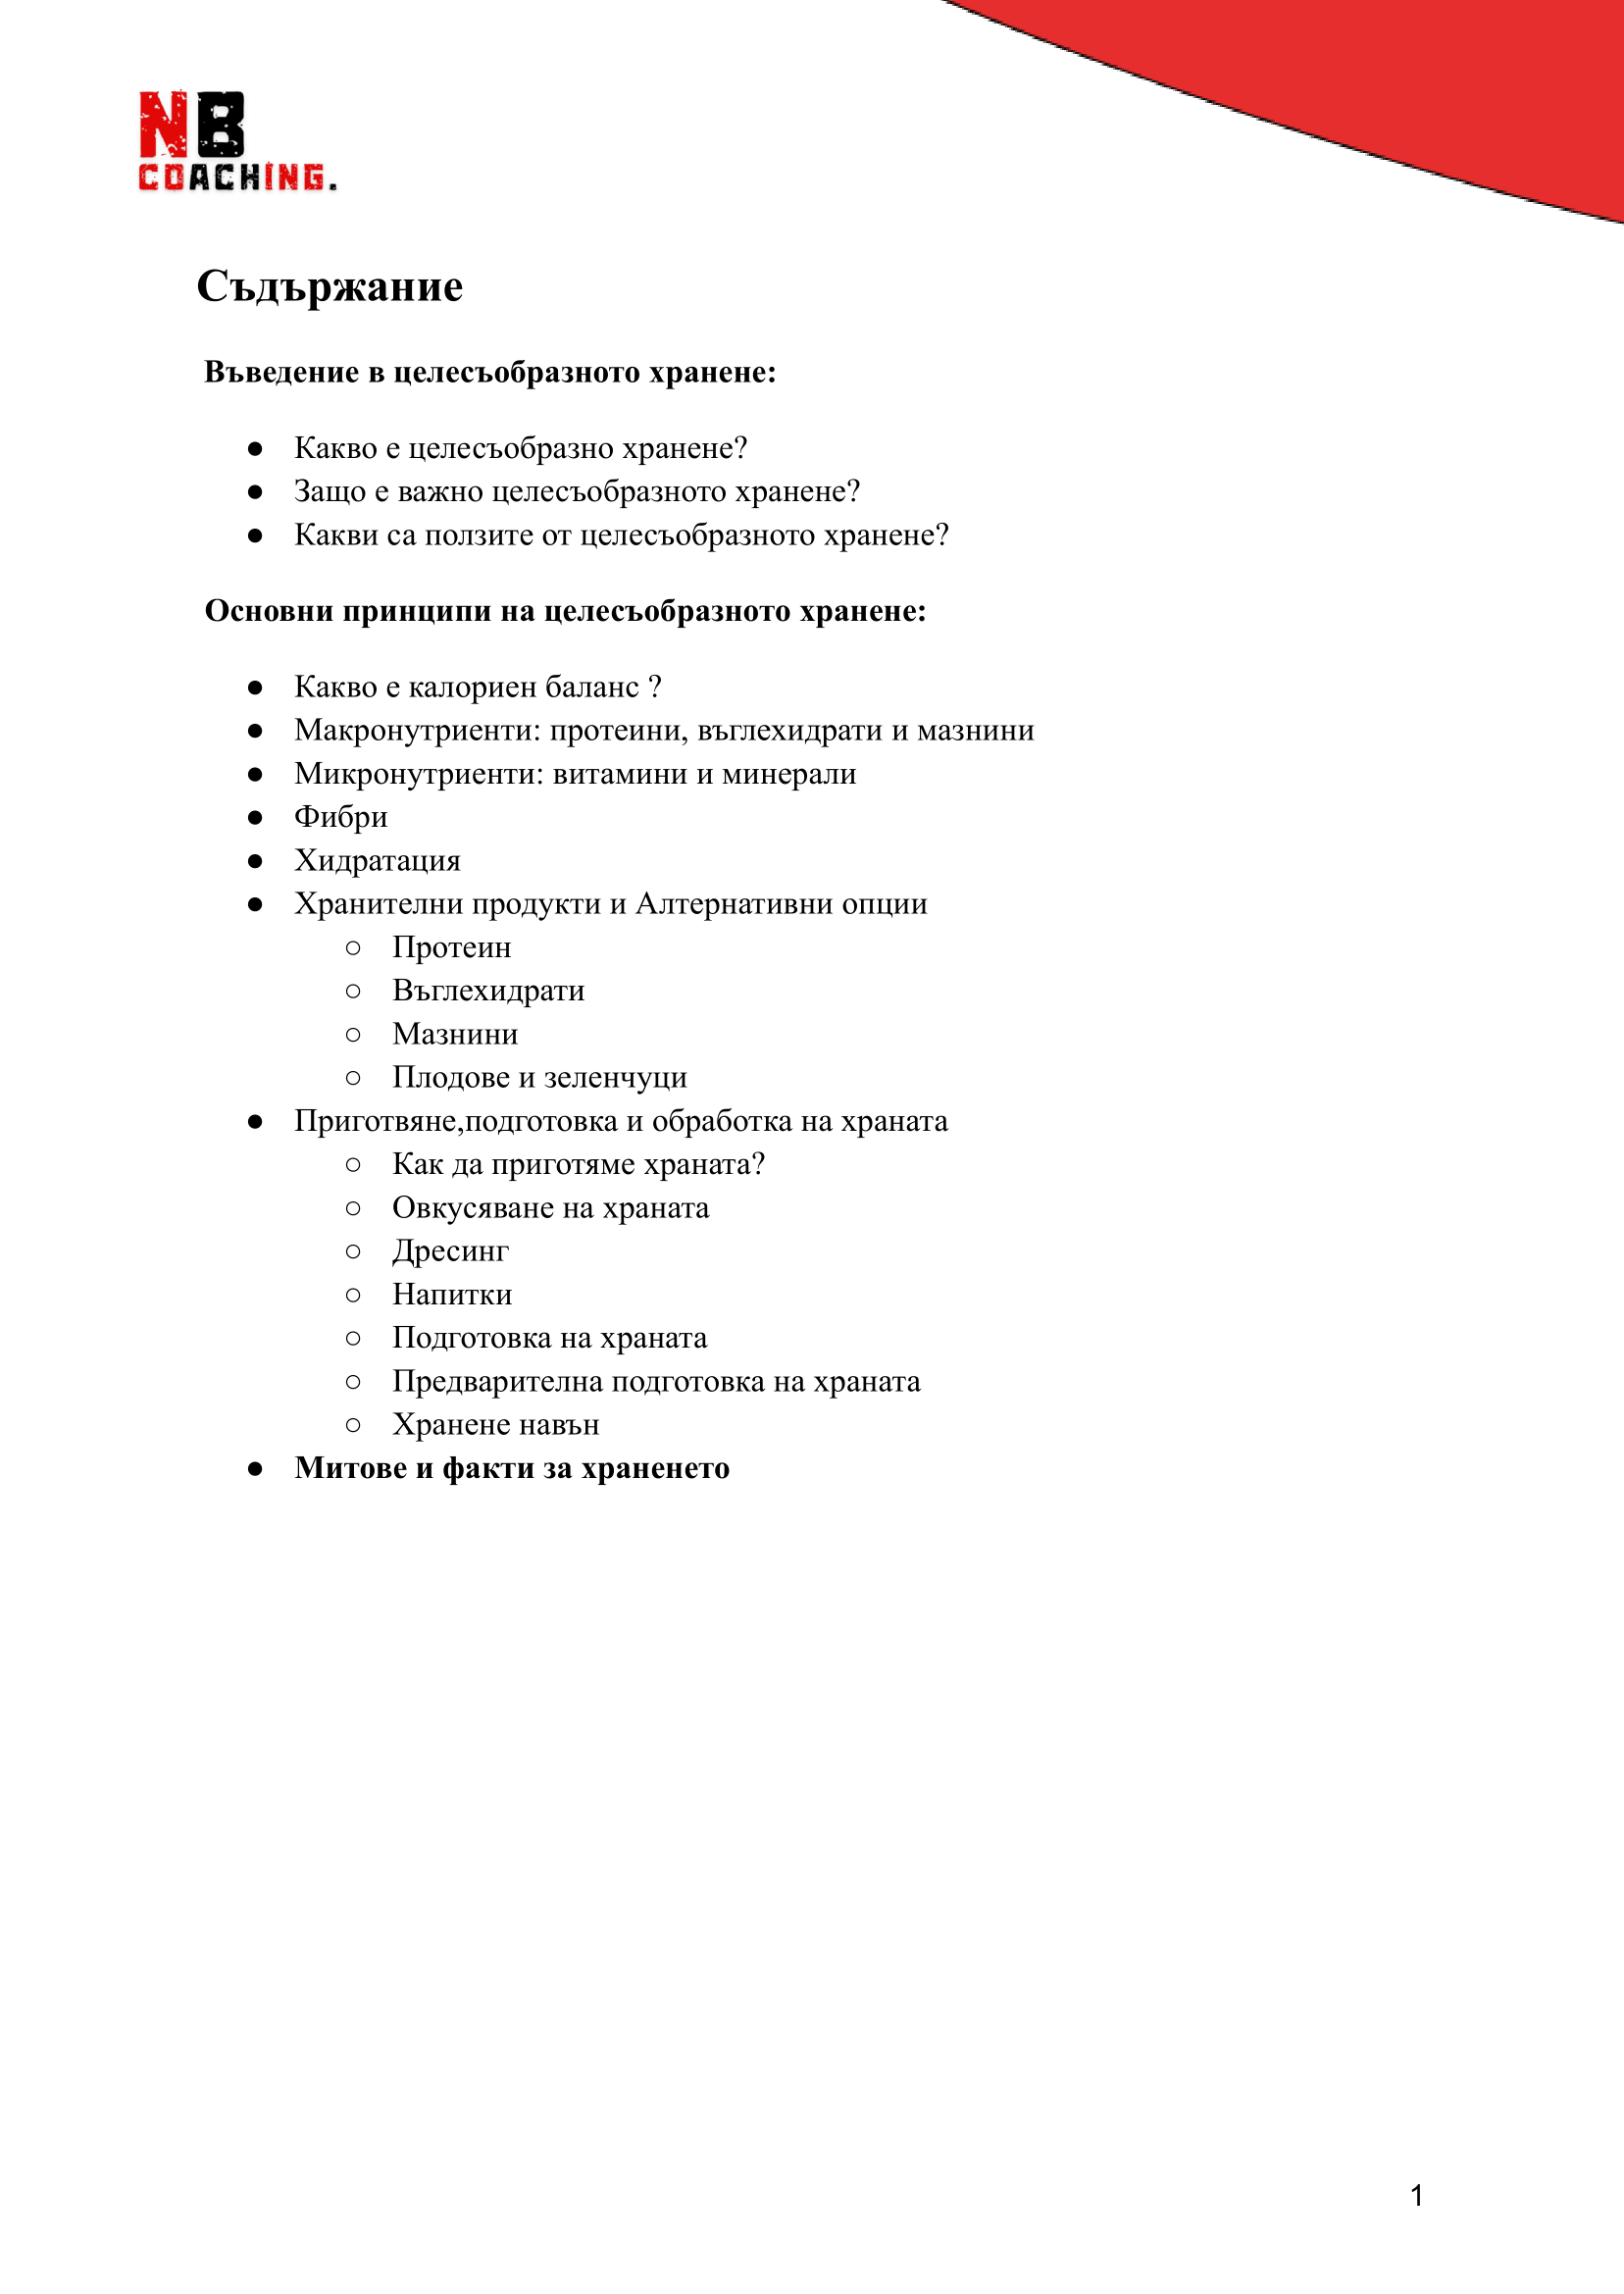 NB
COACHING.
Съдържание
Въведение в целесъобразното хранене:
● Какво е целесъобразно хранене?
● Защо е важно целесъобразното хранене?
● Какви са ползите от целесъобразното хранене?
Основни принципи на целесъобразното хранене:
● Какво е калориен баланс ?
● Макронутриенти: протеини, въглехидрати и мазнини
● Микронутриенти: витамини и минерали
● Фибри
● Хидратация
● Хранителни продукти и Алтернативни опции
○ Протеин
○ Въглехидрати
○ Мазнини
○ Плодове и зеленчуци
● Приготвяне,подготовка и обработка на храната
○ Как да приготяме храната?
○ Овкусяване на храната
○ Дресинг
○ Напитки
○ Подготовка на храната
○ Предварителна подготовка на храната
○ Хранене навън
● Митове и факти за храненето
1